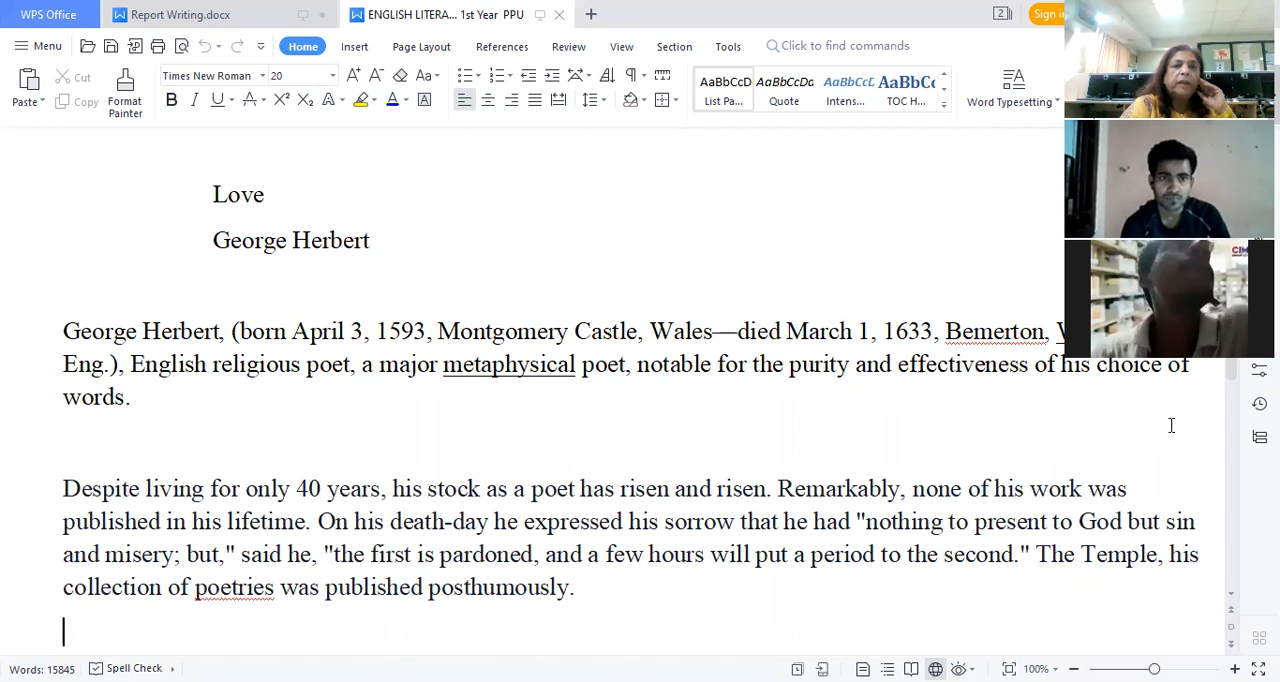 WPS Office
Report Writing.docx
ENGLISH LITERA... 1st Year PPU
2
Sign in
Menu
Home
Insert
Page Layout
References
Review
View
Section
Tools
Click to find commands
Paste
Cut
Copy
Format Painter
Times New Roman
20
AaBbCcD
List Pa...
AaBbCcDd
Quote
AaBbCcD
Intens...
AaBbCc
TOC H...
Word Typesetting
Love
George Herbert
George Herbert, (born April 3, 1593, Montgomery Castle, Wales—died March 1, 1633, Bemerton,
Eng.), English religious poet, a major metaphysical poet, notable for the purity and effectiveness of his choice of
words.
Despite living for only 40 years, his stock as a poet has risen and risen. Remarkably, none of his work was
published in his lifetime. On his death-day he expressed his sorrow that he had "nothing to present to God but sin
and misery; but," said he, "the first is pardoned, and a few hours will put a period to the second." The Temple, his
collection of poetries was published posthumously.
Words: 15845
Spell Check
100%